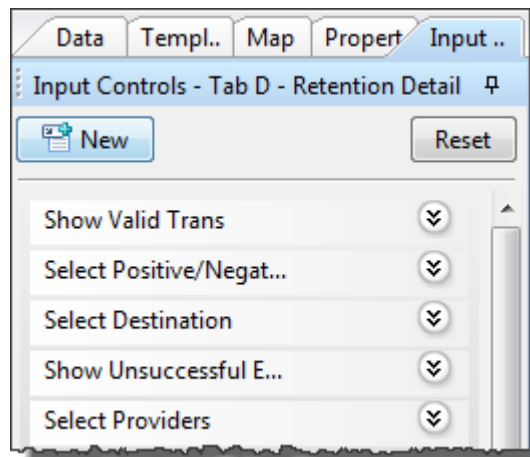 Data Templ.. Map Propert Input ..
Input Controls - Tab D - Retention Detail
New Reset
Show Valid Trans
Select Positive/Negat...
Select Destination
Show Unsuccessful E...
Select Providers